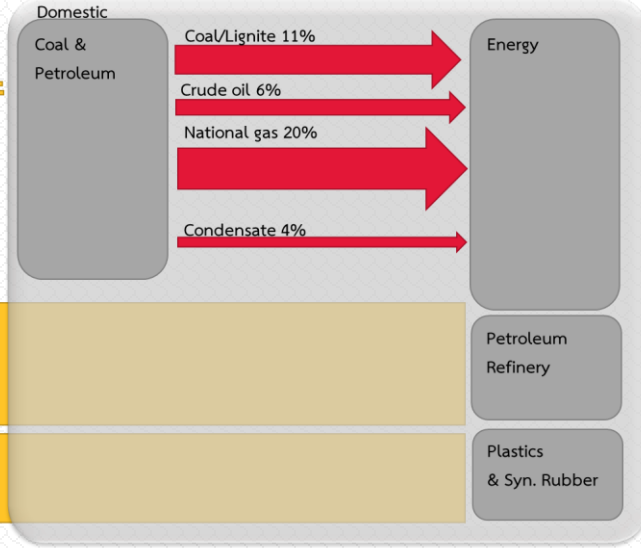 Domestic
Coal &
Petroleum
Coal/Lignite 11%
Crude oil 6%
National gas 20%
Condensate 4%
Energy
Petroleum
Refinery
Plastics
& Syn. Rubber